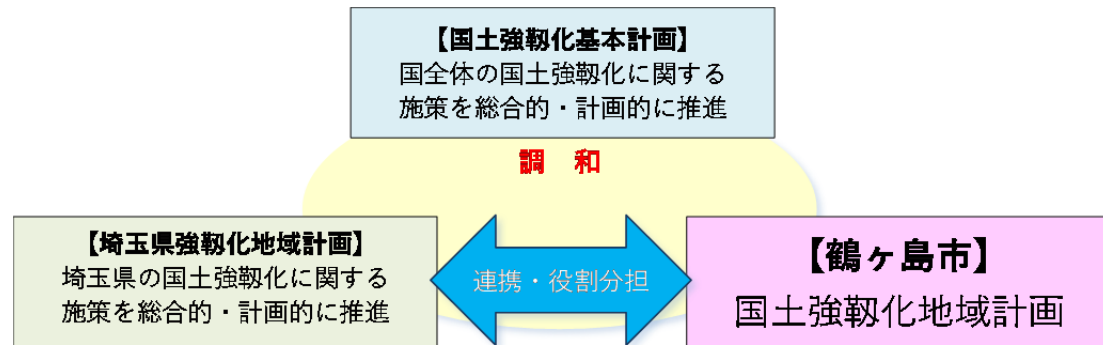 【国土強靱化基本計画】
国全体の国土強靱化に関する
施策を総合的・計画的に推進
調 和
【埼玉県強靱化地域計画】
埼玉県の国土強靱化に関する
施策を総合的・計画的に推進
連携・役割分担
【鶴ヶ島市】
国土強靱化地域計画